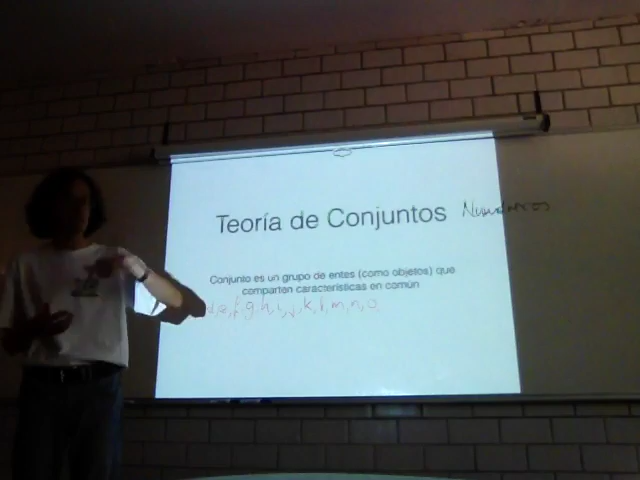 Teoría de Conjuntos
Conjunto es un grupo de entes (como objetos) que
comparten características en común
e, f, g, h, i, j, k, l, m, n, o